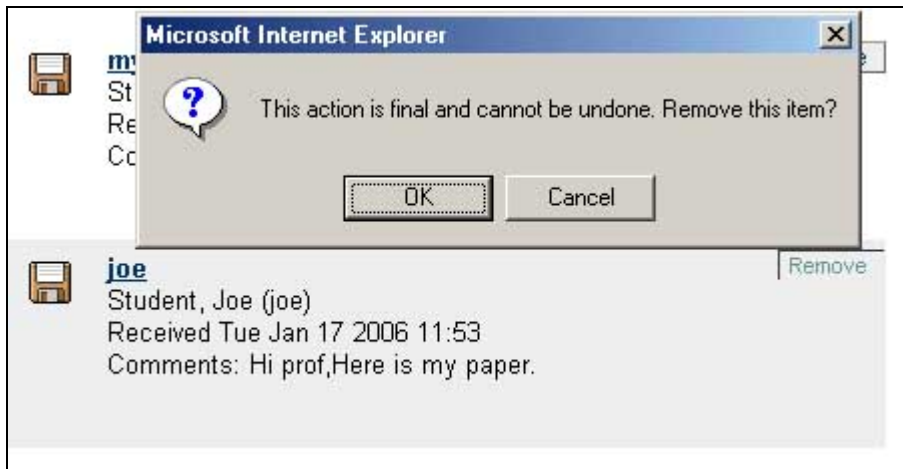 Microsoft Internet Explorer
This action is final and cannot be undone. Remove this item?
OK
Cancel
joe
Remove
Student, Joe (joe)
Received Tue Jan 17 2006 11:53
Comments: Hi prof,Here is my paper.